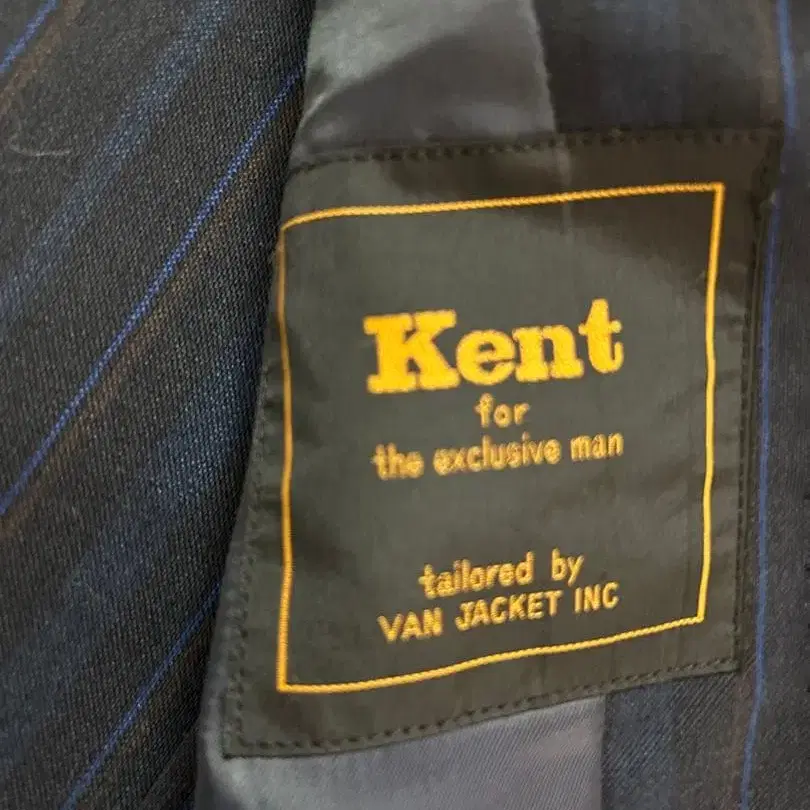 Kent
for
the exclusive man
tailored by
VAN JACKET INC